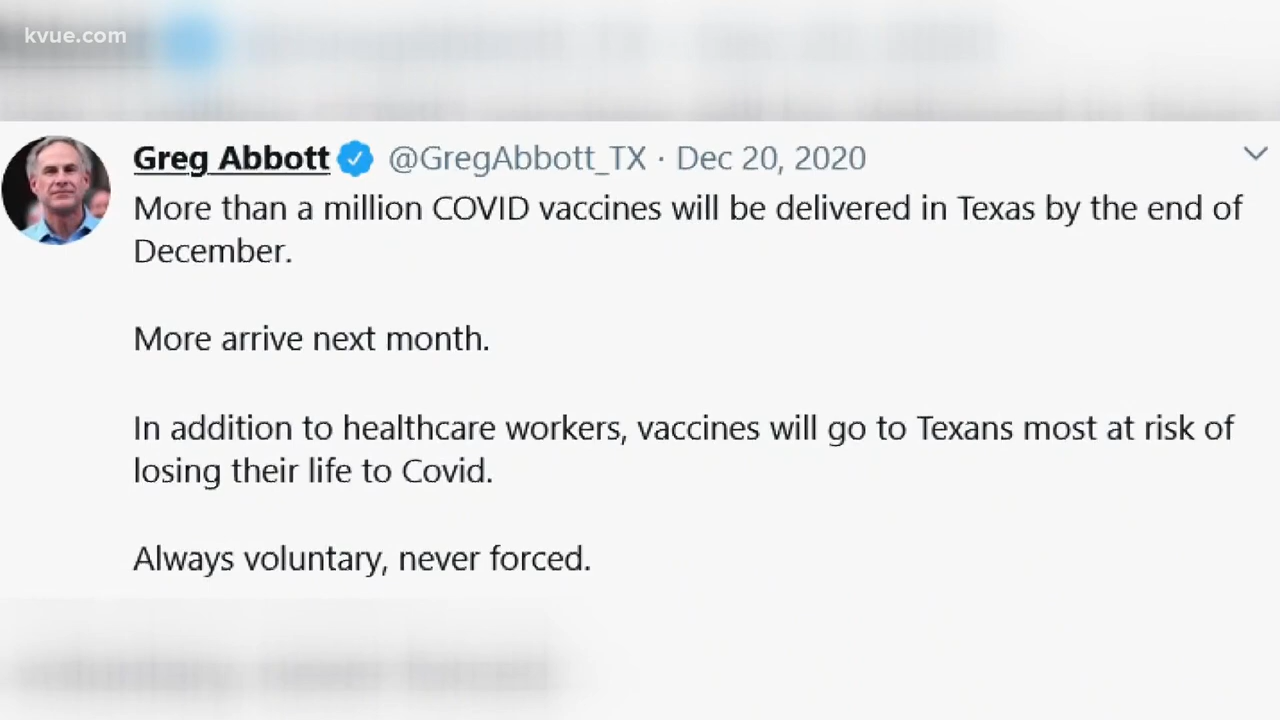 kvue.com
Greg Abbott @GregAbbott_TX · Dec 20, 2020
More than a million COVID vaccines will be delivered in Texas by the end of
December.
More arrive next month.
In addition to healthcare workers, vaccines will go to Texans most at risk of
losing their life to Covid.
Always voluntary, never forced.